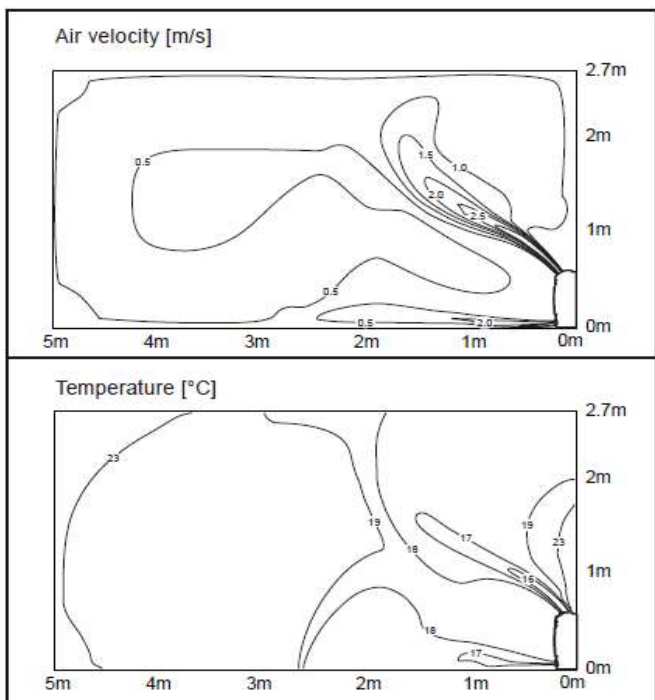 Air velocity [m/s]
2.7m
2m
1.5
1.0
0.5
2.0
2.5
1m
0.5
0.5
2.0
0m
5m 4m 3m 2m 1m 0m
Temperature [°C]
2.7m
23
2m
19
17
19
18
23
15
1m
18
17
0m
5m 4m 3m 2m 1m 0m